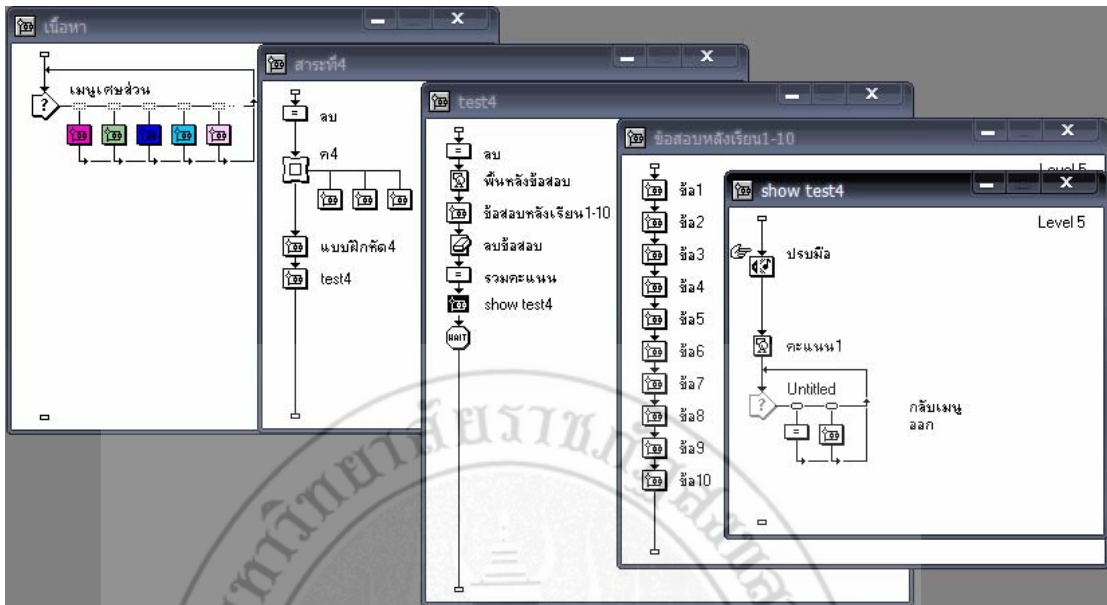 เนื้อหา
เมนูเศษส่วน
?
สาระที่4
=
ลบ
ค4
แบบฝึกหัด4
test4
test4
=
ลบ
พื้นหลังข้อสอบ
ข้อสอบหลังเรียน1-10
ลบข้อสอบ
=
รวมคะแนน
show test4
WAIT
ข้อสอบหลังเรียน1-10
Level 5
ข้อ1
ข้อ2
ข้อ3
ข้อ4
ข้อ5
ข้อ6
ข้อ7
ข้อ8
ข้อ9
ข้อ10
show test4
Level 5
ปรบมือ
คะแนน1
Untitled
?
=
กลับเมนู
ออก